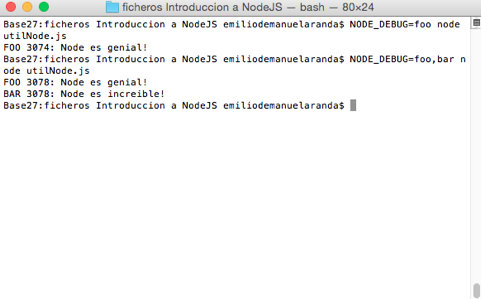 ficheros Introduccion a NodeJS — bash — 80×24
Base27:ficheros Introduccion a NodeJS emiliodemanuelaranda$ NODE_DEBUG=foo node
utilNode.js
FOO 3074: Node es genial!
Base27:ficheros Introduccion a NodeJS emiliodemanuelaranda$ NODE_DEBUG=foo,bar n
ode utilNode.js
FOO 3078: Node es genial!
BAR 3078: Node es increible!
Base27:ficheros Introduccion a NodeJS emiliodemanuelaranda$